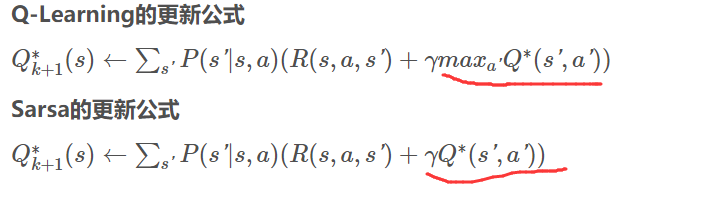 Q-Learning的更新公式
Q*ₖ₊₁(s) ← ∑ₛ′ P(s′|s, a)(R(s, a, s′) + γmaxₐ′Q*(s′, a′))
Sarsa的更新公式
Q*ₖ₊₁(s) ← ∑ₛ′ P(s′|s, a)(R(s, a, s′) + γQ*(s′, a′))